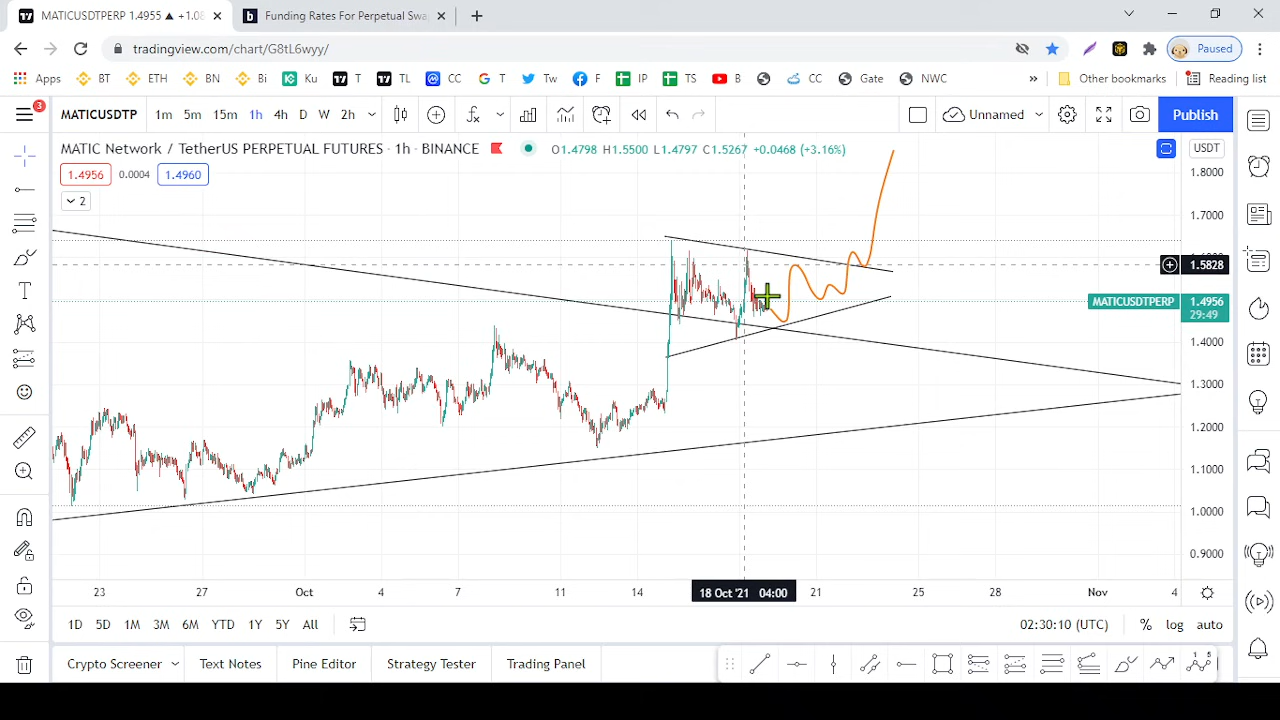 MATICUSDTPERP 1.4955 ▲ +1.08
Funding Rates For Perpetual Swa
tradingview.com/chart/G8tL6wyy/
Paused
Apps BT ETH BN Bi Ku T TL CC T Tw F IP TS B CC Gate NWC » Other bookmarks Reading list
3 MATICUSDTP 1m 5m 15m 1h 4h D W 2h Unnamed Publish
MATIC Network / TetherUS PERPETUAL FUTURES · 1h · BINANCE O1.4798 H1.5500 L1.4797 C1.5267 +0.0468 (+3.16%) USDT
1.4956 0.0004 1.4960
1.8000
2
1.7000
1.5828
MATICUSDTPERP 1.4956
29:49
1.4000
1.3000
1.2000
1.1000
1.0000
0.9000
23 27 Oct 4 7 11 14 18 Oct '21 04:00 21 25 28 Nov 4
1D 5D 1M 3M 6M YTD 1Y 5Y All 02:30:10 (UTC) % log auto
Crypto Screener Text Notes Pine Editor Strategy Tester Trading Panel